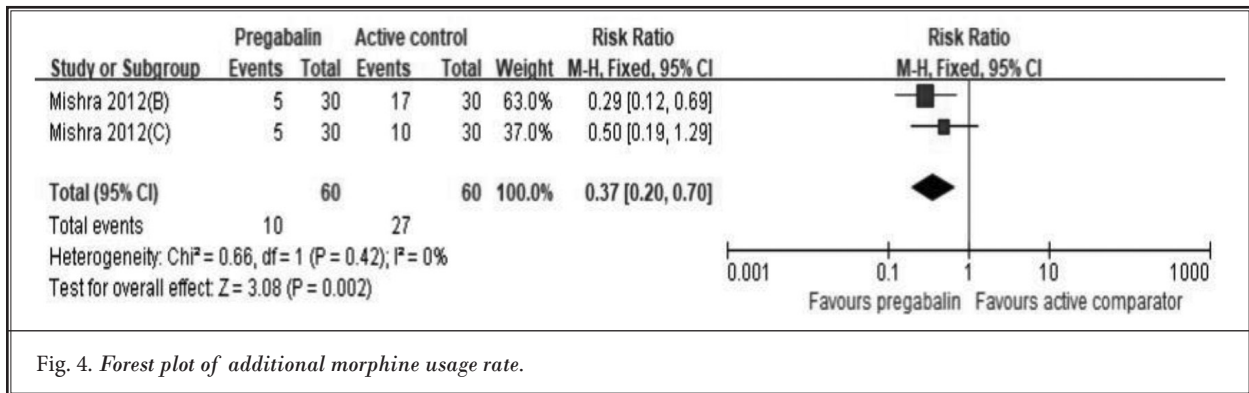 Pregabalin Active control Risk Ratio Risk Ratio
Study or Subgroup Events Total Events Total Weight M-H, Fixed, 95% CI M-H, Fixed, 95% CI
Mishra 2012(B) 5 30 17 30 63.0% 0.29 [0.12, 0.69]
Mishra 2012(C) 5 30 10 30 37.0% 0.50 [0.19, 1.29]
Total (95% CI) 60 60 100.0% 0.37 [0.20, 0.70]
Total events 10 27
Heterogeneity: Chi² = 0.66, df = 1 (P = 0.42); I² = 0%
Test for overall effect: Z = 3.08 (P = 0.002)
0.001 0.1 1 10 1000
Favours pregabalin Favours active comparator
Fig. 4. Forest plot of additional morphine usage rate.